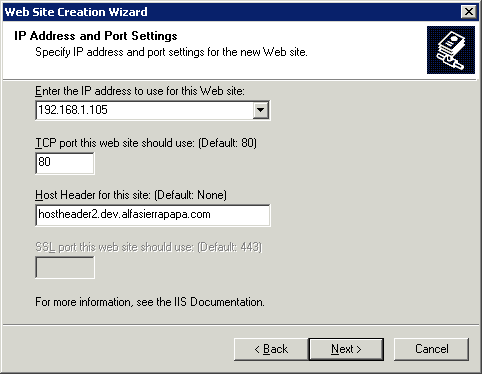 Web Site Creation Wizard
IP Address and Port Settings
Specify IP address and port settings for the new Web site.
Enter the IP address to use for this Web site:
192.168.1.105
TCP port this web site should use: (Default: 80)
80
Host Header for this site: (Default: None)
hostheader2.dev.alfasierrapapa.com
SSL port this web site should use: (Default: 443)
For more information, see the IIS Documentation.
< Back Next > Cancel